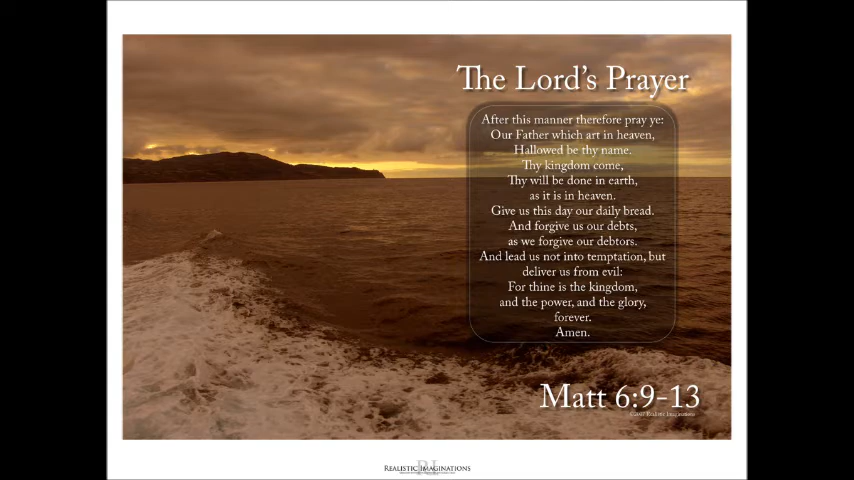 The Lord's Prayer
After this manner therefore pray ye:
Our Father which art in heaven,
Hallowed be thy name.
Thy kingdom come,
Thy will be done in earth,
as it is in heaven.
Give us this day our daily bread.
And forgive us our debts,
as we forgive our debtors.
And lead us not into temptation, but
deliver us from evil:
For thine is the kingdom,
and the power, and the glory,
forever.
Amen.
Matt 6:9-13
Realistic Imaginations
Realistic Imaginations